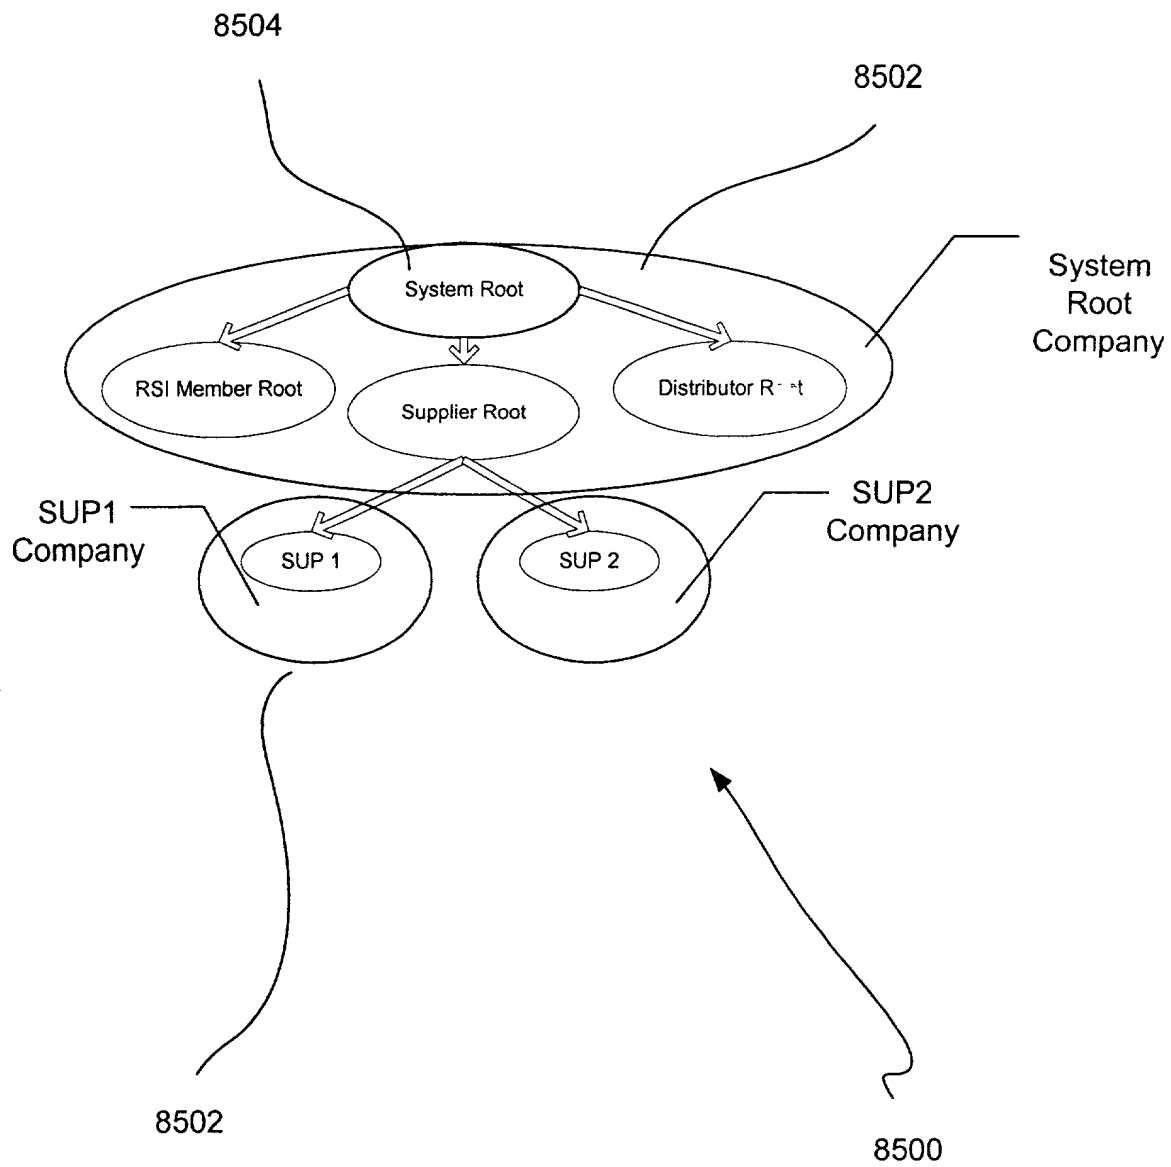 8504
8502
System Root
System
Root
Company
RSI Member Root
Supplier Root
Distributor
SUP1
Company
SUP2
Company
SUP 1
SUP 2
8502
8500